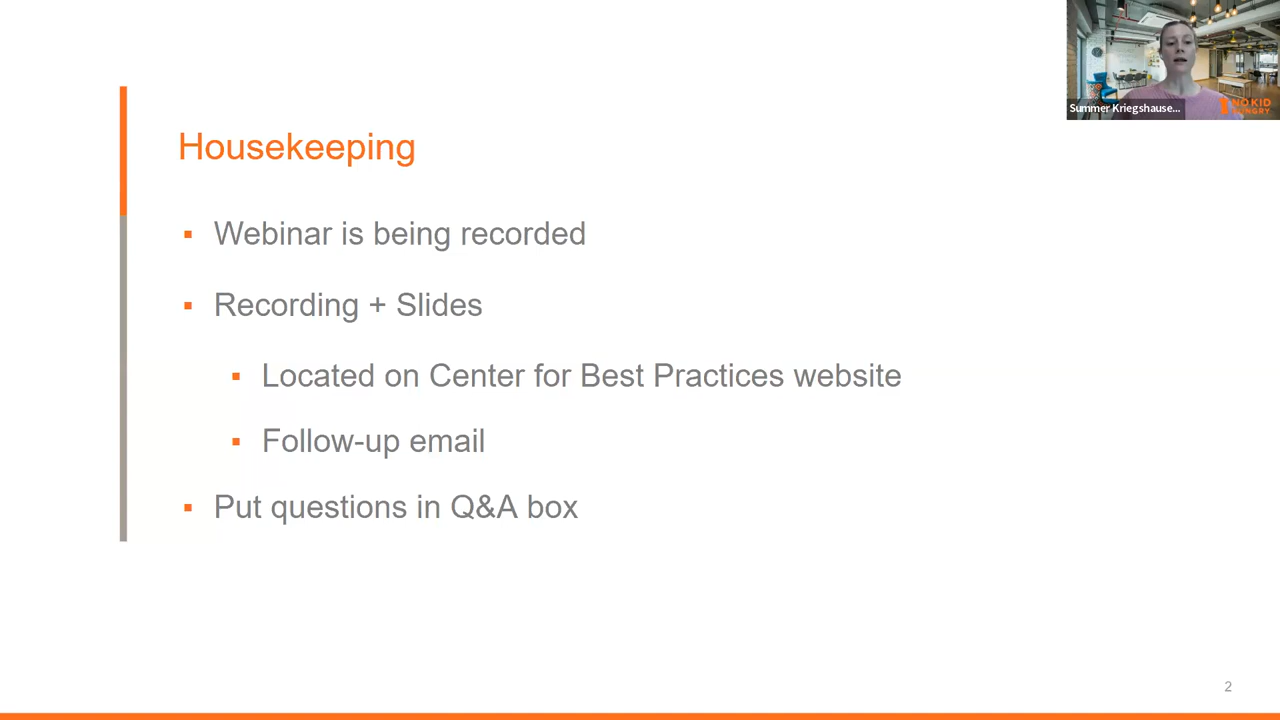 Summer Kriegshause...
NO KID
HUNGRY
Housekeeping
Webinar is being recorded
Recording + Slides
Located on Center for Best Practices website
Follow-up email
Put questions in Q&A box
2